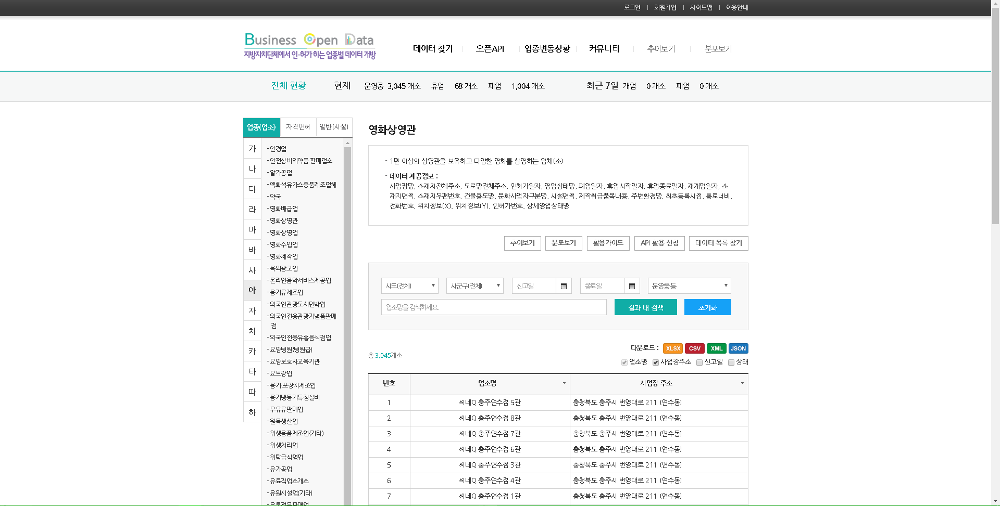 로그인 회원가입 사이트맵 이용안내
Business Open Data
지방자치단체에서 인·허가 하는 업종별 데이터 개방
데이터 찾기 오픈API 업종변동상황 커뮤니티 추이보기 분포보기
전체 현황 현재 운영중 3,045 개소 휴업 68 개소 폐업 1,004 개소 최근 7일 개업 0 개소 폐업 0 개소
업종(업소) 자격면허 일반(시설)
가
나
다
라
마
바
사
아
자
차
카
타
파
하
- 안경업
- 안전상비의약품 판매업소
- 알가공업
- 액화석유가스용품제조업체
- 약국
- 영화배급업
- 영화상영관
- 영화상영업
- 영화수입업
- 영화제작업
- 옥외광고업
- 온라인음악서비스제공업
- 옹기류제조업
- 외국인관광도시민박업
- 외국인전용관광기념품판매
점
- 외국인전용유흥음식점업
- 요양병원(병원급)
- 요양보호사교육기관
- 요트장업
- 용기·포장지제조업
- 용기냉동기특정설비
- 우유류판매업
- 원목생산업
- 위생용품제조업(기타)
- 위생처리업
- 위탁급식영업
- 유가공업
- 유료직업소개소
- 유원시설업(기타)
- 유통전문판매업
영화상영관
- 1편 이상의 상영관을 보유하고 다양한 영화를 상영하는 업체(소)
- 데이터 제공정보 :
사업장명, 소재지전체주소, 도로명전체주소, 인허가일자, 영업상태명, 폐업일자, 휴업시작일자, 휴업종료일자, 재개업일자, 소
재지면적, 소재지우편번호, 건물용도명, 문화사업자구분명, 시설면적, 제작취급품목내용, 주변환경명, 최초등록시점, 통로너비,
전화번호, 위치정보(X), 위치정보(Y), 인허가번호, 상세영업상태명
추이보기 분포보기 활용가이드 API 활용 신청 데이터 목록 찾기
시도(전체) 시군구(전체) 신고일 종료일 운영중등
업소명을 검색하세요. 결과 내 검색 초기화
다운로드 : XLSX CSV XML JSON
총 3,045개소
업소명 사업장주소 신고일 상태
번호 업소명 사업장 주소
1 씨네Q 충주연수점 5관 충청북도 충주시 번영대로 211 (연수동)
2 씨네Q 충주연수점 8관 충청북도 충주시 번영대로 211 (연수동)
3 씨네Q 충주연수점 7관 충청북도 충주시 번영대로 211 (연수동)
4 씨네Q 충주연수점 6관 충청북도 충주시 번영대로 211 (연수동)
5 씨네Q 충주연수점 3관 충청북도 충주시 번영대로 211 (연수동)
6 씨네Q 충주연수점 4관 충청북도 충주시 번영대로 211 (연수동)
7 씨네Q 충주연수점 1관 충청북도 충주시 번영대로 211 (연수동)